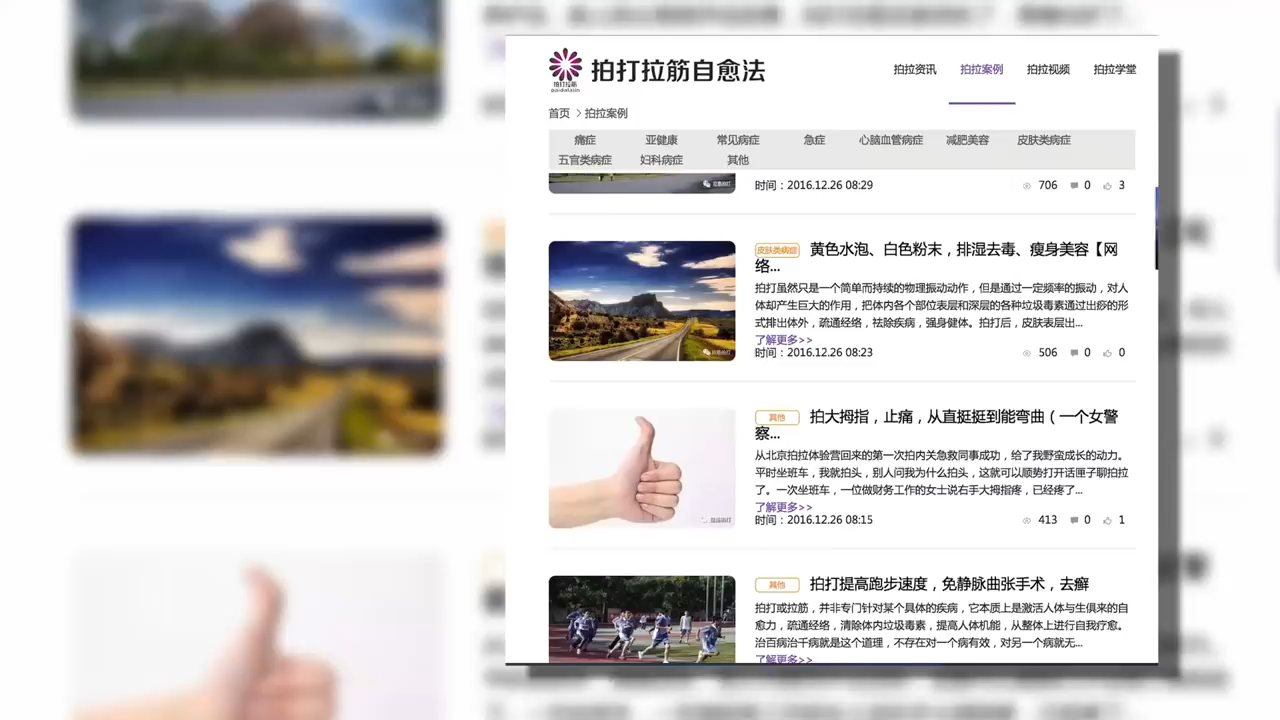 拍打拉筋自愈法
拍打拉筋
paidalajin
拍拉资讯 拍拉案例 拍拉视频 拍拉学堂
首页 > 拍拉案例
痛症 亚健康 常见病症 急症 心脑血管病症 减肥美容 皮肤类病症
五官类病症 妇科病症 其他
时间：2016.12.26 08:29 706 0 3
皮肤类病症 黄色水泡、白色粉末，排湿去毒、瘦身美容【网
络...
拍打虽然只是一个简单而持续的物理振动动作，但是通过一定频率的振动，对人
体却产生巨大的作用，把体内各个部位表层和深层的各种垃圾毒素通过出痧的形
式排出体外，疏通经络，祛除疾病，强身健体。拍打后，皮肤表层出...
了解更多>>
时间：2016.12.26 08:23 506 0 0
其他 拍大拇指，止痛，从直挺挺到能弯曲（一个女警
察...
从北京拍拉体验营回来的第一次拍内关急救同事成功，给了我野蛮成长的动力。
平时坐班车，我就拍头，别人问我为什么拍头，这就可以顺势打开话匣子聊拍拉
了。一次坐班车，一位做财务工作的女士说右手大拇指疼，已经疼了...
了解更多>>
时间：2016.12.26 08:15 413 0 1
其他 拍打提高跑步速度，免静脉曲张手术，去癣
拍打或拉筋，并非专门针对某个具体的疾病，它本质上是激活人体与生俱来的自
愈力，疏通经络，清除体内垃圾毒素，提高人体机能，从整体上进行自我疗愈。
治百病治千病就是这个道理，不存在对一个病有效，对另一个病就无...
了解更多>>